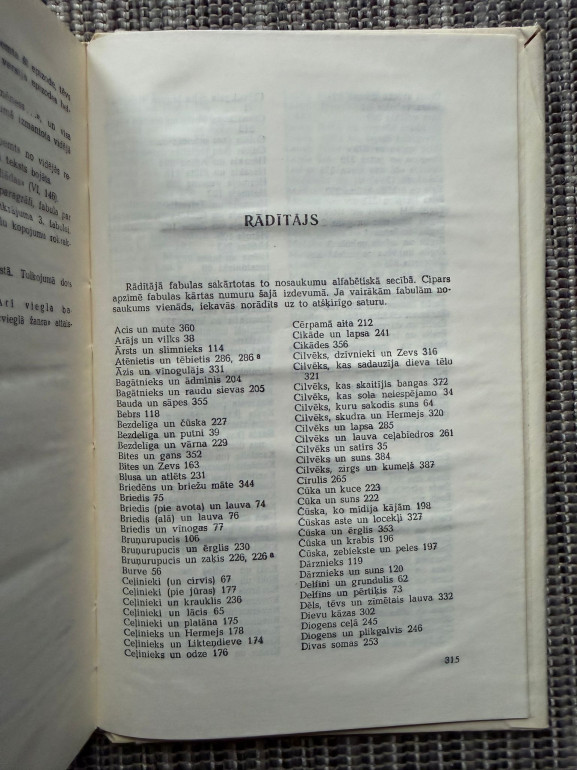 RĀDĪTĀJS
Rādītājā fabulas sakārtotas to nosaukumu alfabētiskā secībā. Cipars
apzīmē fabulas kārtas numuru šajā izdevumā. Ja vairākām fabulām no-
saukums vienāds, iekavās norādīts uz to atšķirīgo saturu.
Acis un mute 360
Arājs un vilks 38
Ārsts un slimnieks 114
Atēnietis un tēbietis 286, 286 a
Āzis un vīnogulājs 331
Bagātnieks un ādminis 204
Bagātnieks un raudu sievas 205
Bauda un sāpes 355
Bebrs 118
Bezdelīga un čūska 227
Bezdelīga un putni 39
Bezdelīga un vārna 229
Bites un gans 352
Bites un Zevs 163
Blusa un atlēts 231
Briedēns un briežu māte 344
Briedis 75
Briedis (pie avota) un lauva 74
Briedis (alā) un lauva 76
Briedis un vīnogas 77
Bruņurupucis 106
Bruņurupucis un ērglis 230
Bruņurupucis un zaķis 226, 226 a
Burve 56
Ceļinieki (un cirvis) 67
Ceļinieki (pie jūras) 177
Ceļinieki un krauklis 236
Ceļinieki un lācis 65
Ceļinieki un platāna 175
Ceļinieks un Hermejs 178
Ceļinieks un Likteņdieve 174
Ceļinieks un odze 176
Cērpamā aita 212
Cikāde un lapsa 241
Cikādes 356
Cilvēks, dzīvnieki un Zevs 316
Cilvēks, kas sadauzīja dieva tēlo
321
Cilvēks, kas skaitījis bangas 372
Cilvēks, kas sola neiespējamo 34
Cilvēks, kuru sakodis suns 64
Cilvēks, skudra un Hermejs 320
Cilvēks un lapsa 285
Cilvēks un lauva ceļabiedros 261
Cilvēks un satīrs 35
Cilvēks un suns 384
Cilvēks, zirgs un kumeļš 387
Cīrulis 265
Cūka un kuce 223
Cūka un suns 222
Čūska, ko mīdīja kājām 198
Čūskas aste un locekļi 327
Čūska un ērglis 353
Čūska un krabis 196
Čūska, zebiekste un peles 197
Dārznieks 119
Dārznieks un suns 120
Delfīni un grundulis 62
Delfīns un pērtiķis 73
Dēls, tēvs un zīmētais lauva 332
Dievu kāzas 302
Diogens ceļā 245
Diogens un plikgalvis 246
Divas somas 253
315